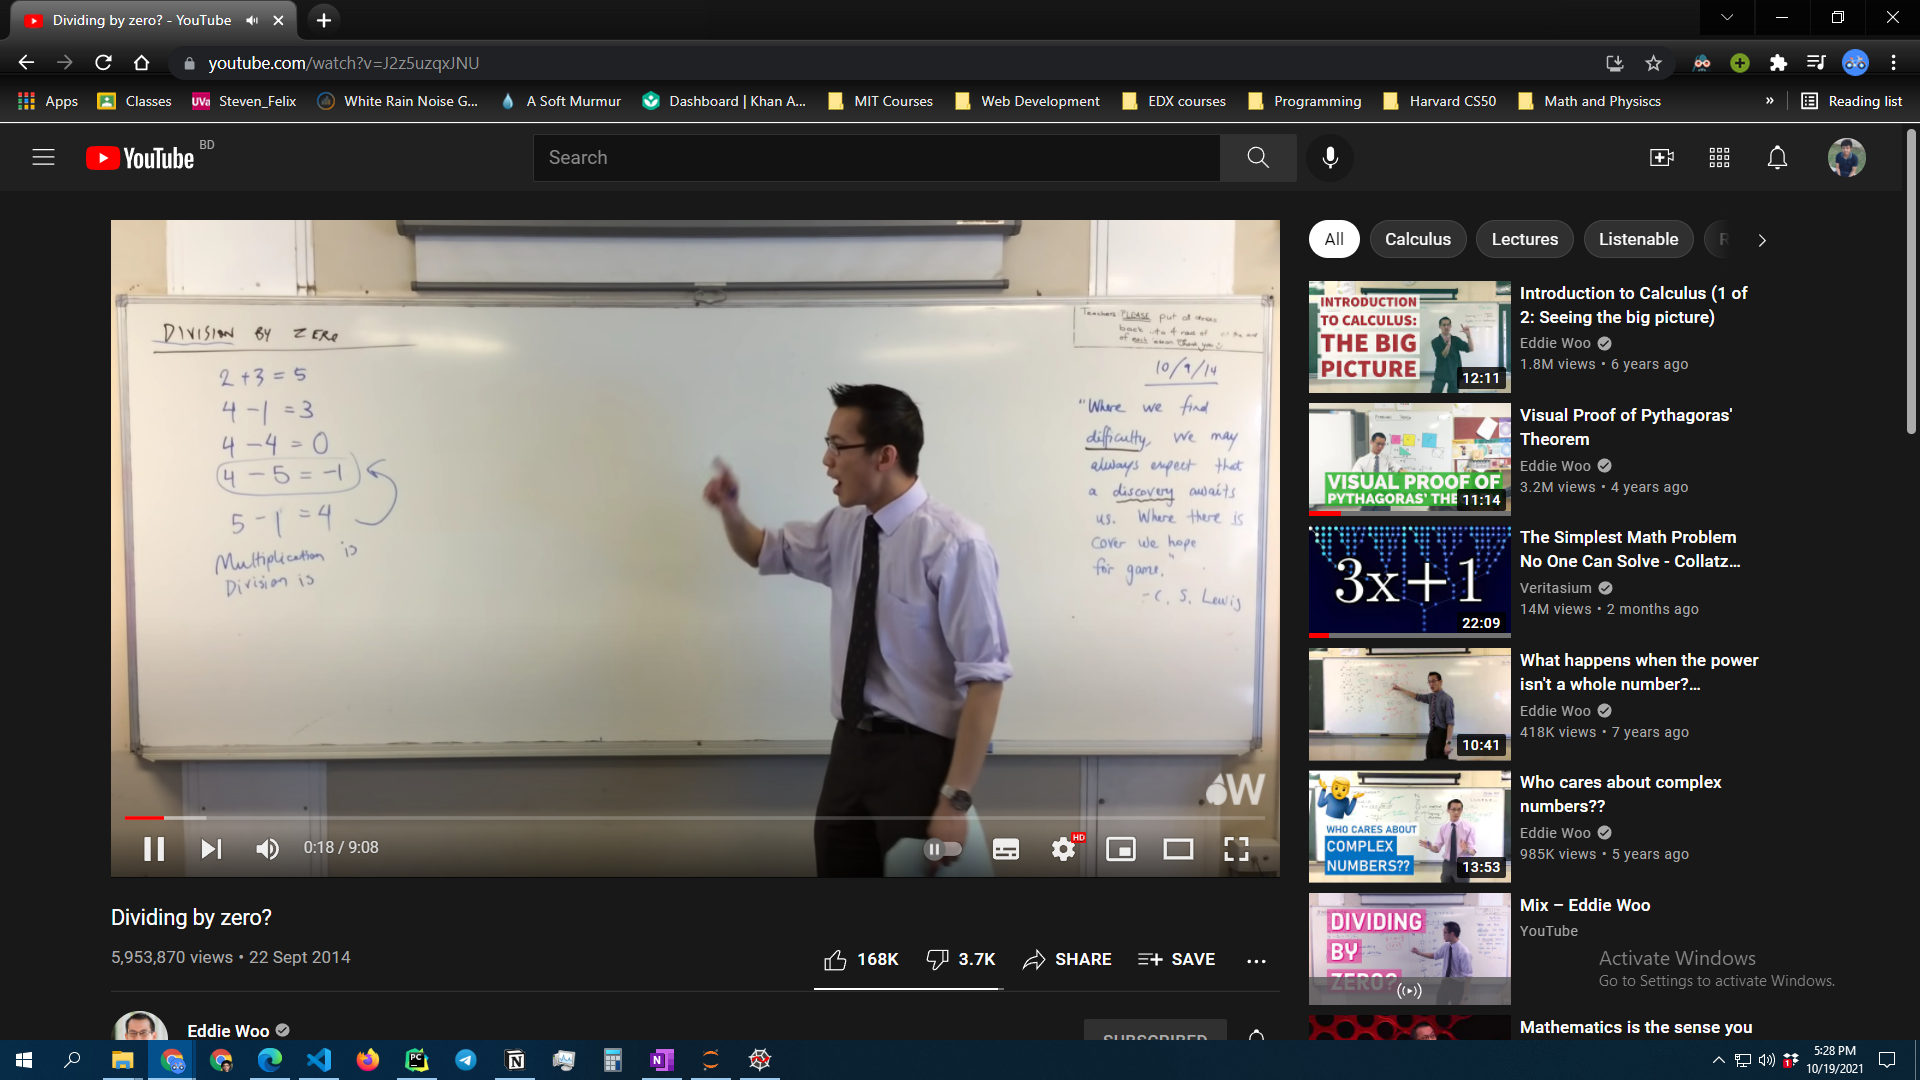 Dividing by zero? - YouTube
youtube.com/watch?v=J2z5uzqxJNU
Apps
Classes
UVa Steven_Felix
White Rain Noise G...
A Soft Murmur
Dashboard | Khan A...
MIT Courses
Web Development
EDX courses
Programming
Harvard CS50
Math and Physiscs
»
Reading list
YouTube BD
Search
DIVISION BY ZERO
2 + 3 = 5
4 - 1 = 3
4 - 4 = 0
4 - 5 = -1
5 - 1 = 4
Multiplication is
Division is
Teachers PLEASE put
back
of each lesson Thank you
10/9/14
"Where we find
difficulty, we may
always expect that
a discovery awaits
us. Where there is
cover we hope
for game."
- C. S. Lewis
W
0:18 / 9:08
HD
Dividing by zero?
5,953,870 views • 22 Sept 2014
168K
3.7K
SHARE
SAVE
Eddie Woo
SUBSCRIBED
All
Calculus
Lectures
Listenable
R
INTRODUCTION
TO CALCULUS:
THE BIG
PICTURE
12:11
Introduction to Calculus (1 of
2: Seeing the big picture)
Eddie Woo
1.8M views • 6 years ago
VISUAL PROOF OF
PYTHAGORAS' THE
11:14
Visual Proof of Pythagoras'
Theorem
Eddie Woo
3.2M views • 4 years ago
3x+1
22:09
The Simplest Math Problem
No One Can Solve - Collatz...
Veritasium
14M views • 2 months ago
10:41
What happens when the power
isn't a whole number?...
Eddie Woo
418K views • 7 years ago
WHO CARES ABOUT
COMPLEX
NUMBERS??
13:53
Who cares about complex
numbers??
Eddie Woo
985K views • 5 years ago
DIVIDING
BY
ZERO?
Mix – Eddie Woo
YouTube
Mathematics is the sense you
Activate Windows
Go to Settings to activate Windows.
PC
N
N
1
5:28 PM
10/19/2021